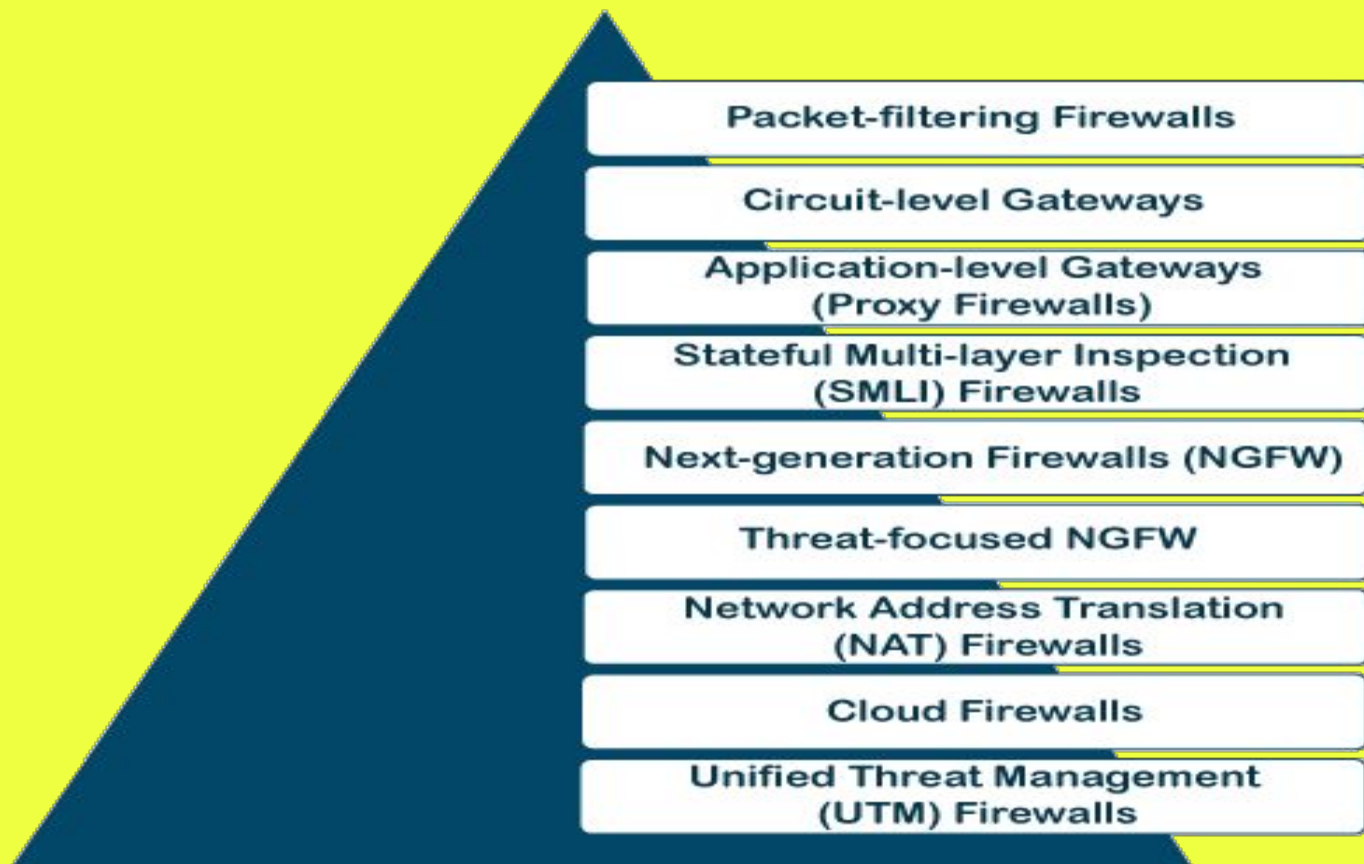 Packet-filtering Firewalls
Circuit-level Gateways
Application-level Gateways
(Proxy Firewalls)
Stateful Multi-layer Inspection
(SMLI) Firewalls
Next-generation Firewalls (NGFW)
Threat-focused NGFW
Network Address Translation
(NAT) Firewalls
Cloud Firewalls
Unified Threat Management
(UTM) Firewalls